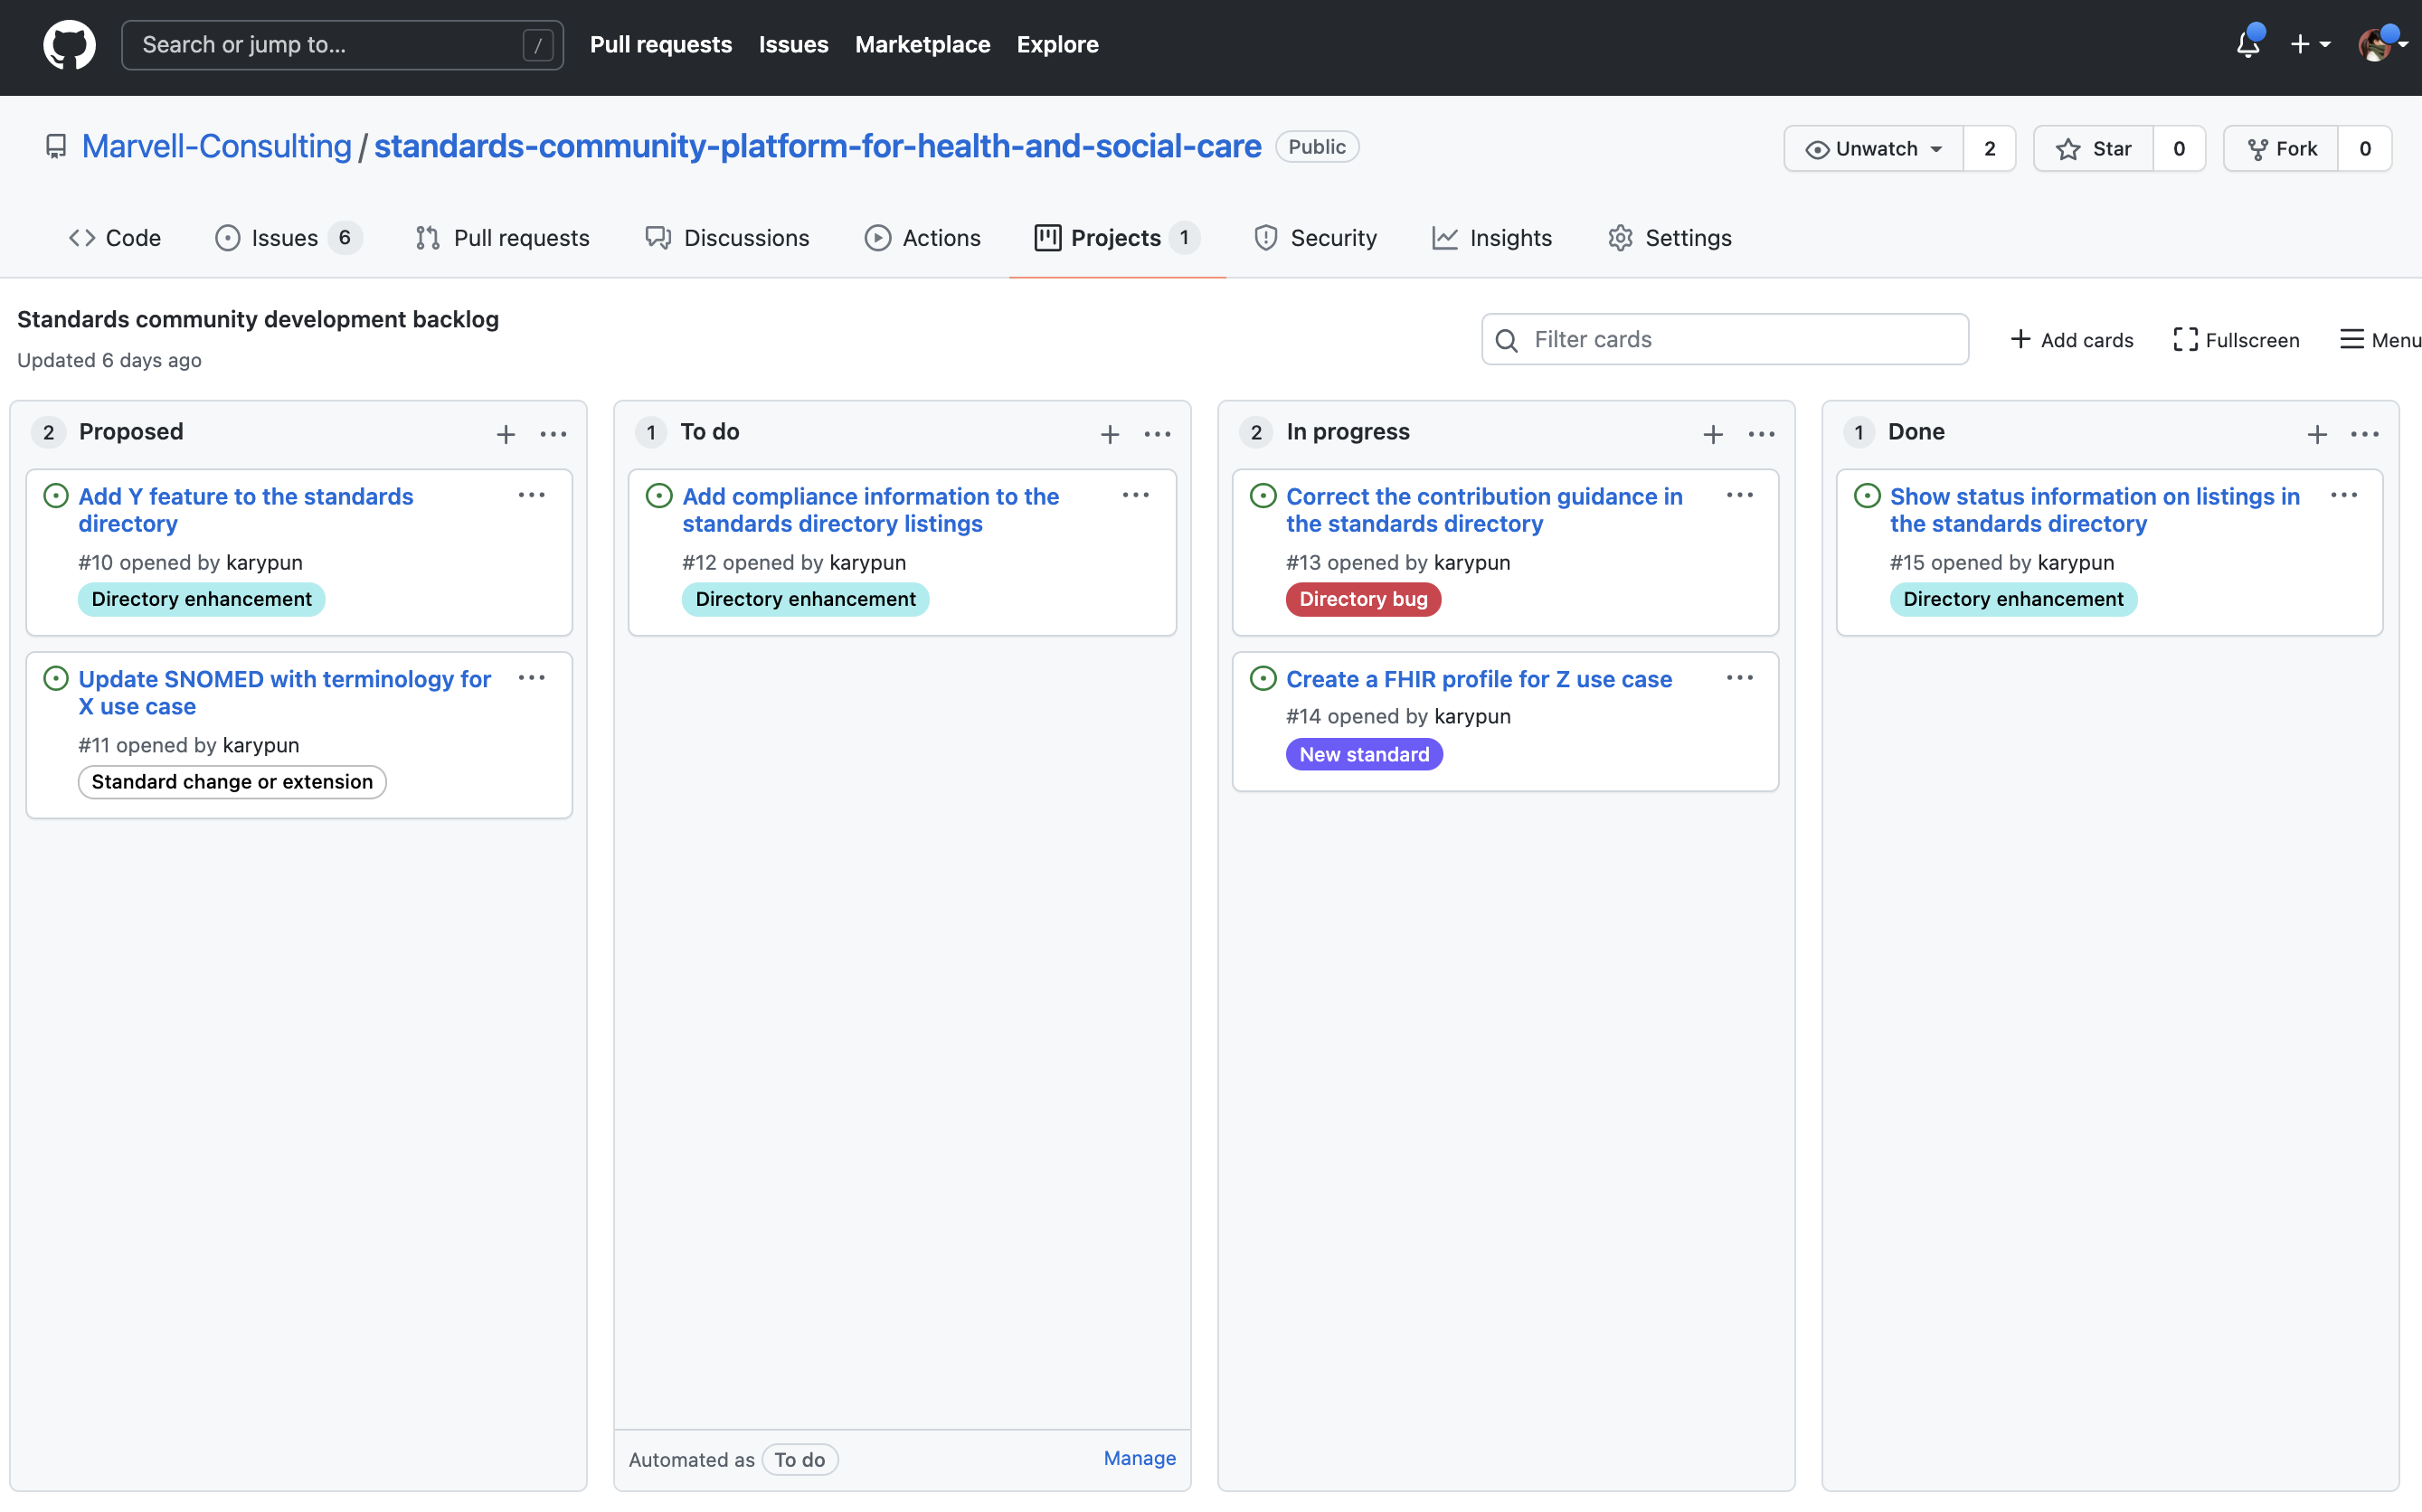 Search or jump to... /
Pull requests Issues Marketplace Explore
Marvell-Consulting / standards-community-platform-for-health-and-social-care Public
Unwatch 2 Star 0 Fork 0
Code Issues 6 Pull requests Discussions Actions Projects 1 Security Insights Settings
Standards community development backlog
Updated 6 days ago
Filter cards
Add cards Fullscreen Menu
2 Proposed
Add Y feature to the standards
directory
#10 opened by karypun
Directory enhancement
Update SNOMED with terminology for
X use case
#11 opened by karypun
Standard change or extension
1 To do
Add compliance information to the
standards directory listings
#12 opened by karypun
Directory enhancement
Automated as To do Manage
2 In progress
Correct the contribution guidance in
the standards directory
#13 opened by karypun
Directory bug
Create a FHIR profile for Z use case
#14 opened by karypun
New standard
1 Done
Show status information on listings in
the standards directory
#15 opened by karypun
Directory enhancement